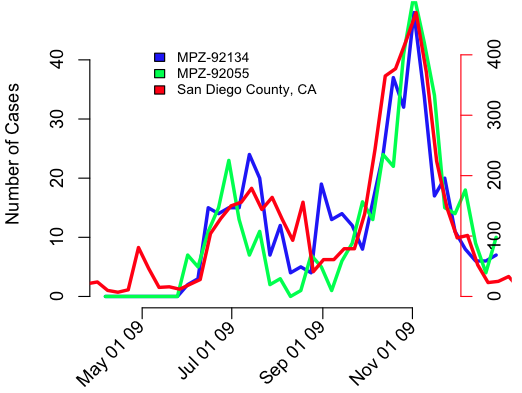 MPZ-92134
MPZ-92055
San Diego County, CA
Number of Cases
0
10
20
30
40
0
100
200
300
400
May 01 09
Jul 01 09
Sep 01 09
Nov 01 09